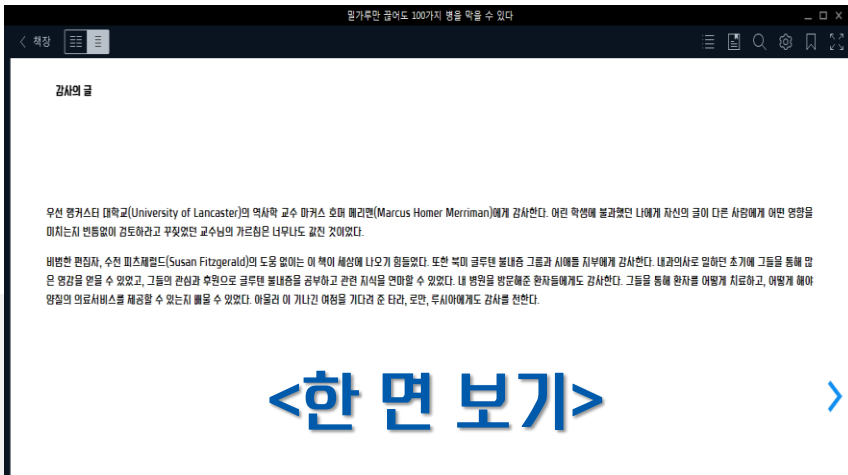 밀가루만 끊어도 100가지 병을 막을 수 있다
책장
감사의 글
우선 랭커스터 대학교(University of Lancaster)의 역사학 교수 마커스 호머 메리맨(Marcus Homer Merriman)에게 감사한다. 어린 학생에 불과했던 나에게 자신의 글이 다른 사람에게 어떤 영향을
미치는지 빈틈없이 검토하라고 꾸짖었던 교수님의 가르침은 너무나도 값진 것이었다.
비범한 편집자, 수전 피츠제럴드(Susan Fitzgerald)의 도움 없이는 이 책이 세상에 나오기 힘들었다. 또한 북미 글루텐 불내증 그룹과 시애틀 지부에게 감사한다. 내과의사로 일하던 초기에 그들을 통해 많
은 영감을 얻을 수 있었고, 그들의 관심과 후원으로 글루텐 불내증을 공부하고 관련 지식을 연마할 수 있었다. 내 병원을 방문해준 환자들에게도 감사한다. 그들을 통해 환자를 어떻게 치료하고, 어떻게 해야
양질의 의료서비스를 제공할 수 있는지 배울 수 있었다. 아울러 이 기나긴 여정을 기다려 준 타라, 로만, 루시아에게도 감사를 전한다.
<한 면 보기>